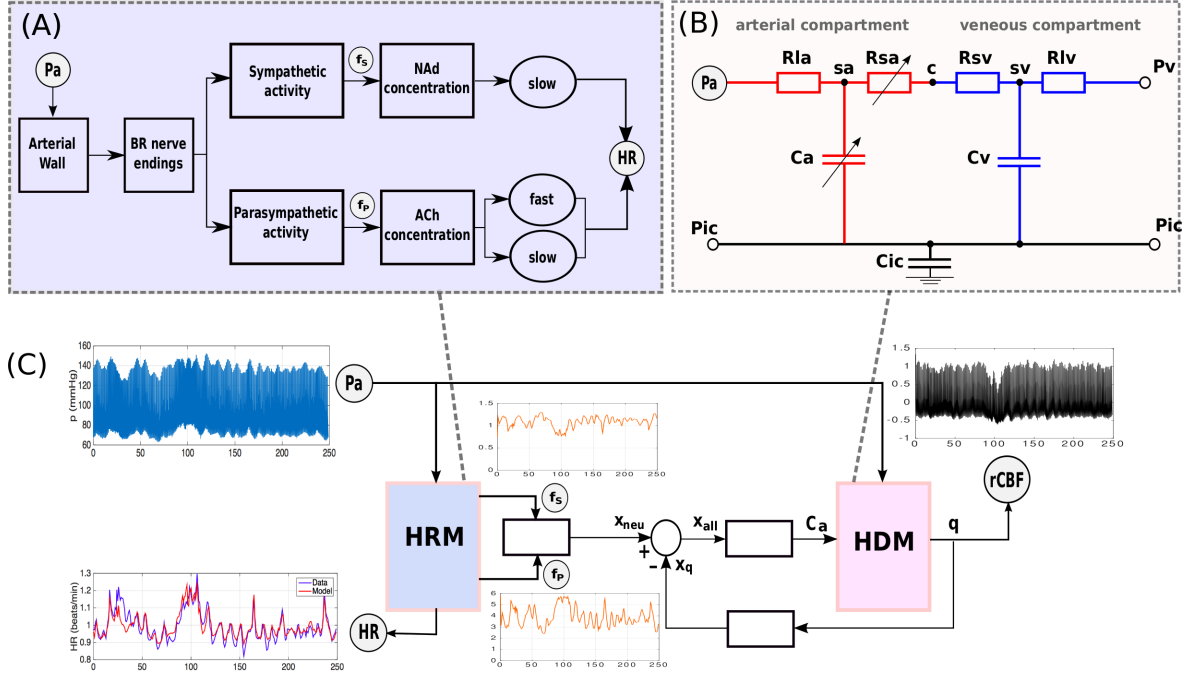 (A)
Pa
Arterial
Wall
BR nerve
endings
Sympathetic
activity
fS
NAd
concentration
slow
HR
Parasympathetic
activity
fP
ACh
concentration
fast
slow
(B)
arterial compartment
veneous compartment
Pa
Rla
sa
Rsa
c
Rsv
sv
Rlv
Pv
Ca
Cv
Pic
Pic
Cic
(C)
p (mmHg)
160
140
120
100
80
60
0 50 100 150 200 250
Pa
1.5
1
0.5
0
0 50 100 150 200 250
1.5
1
0.5
0
-0.5
-1
0 50 100 150 200 250
rCBF
HRM
fS
fP
xneu
+
-
xq
xall
Ca
HDM
q
HR (beats/min)
1.3
1.2
1.1
1
0.9
0.8
0 50 100 150 200 250
Data
Model
HR
6
5
4
3
2
1
0
0 50 100 150 200 250